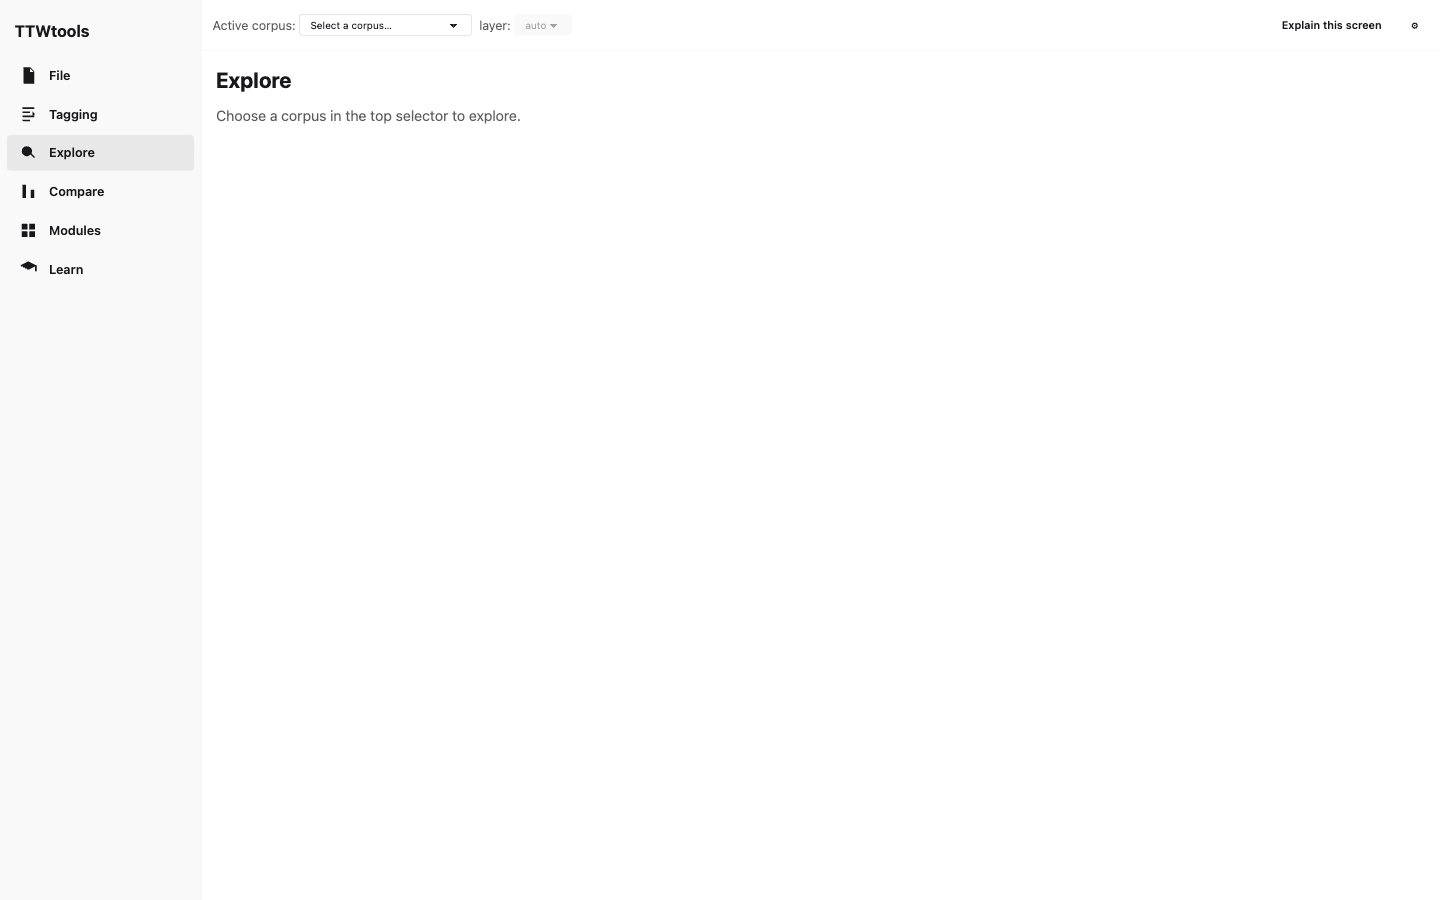 TTWtools
File
Tagging
Explore
Compare
Modules
Learn
Active corpus: Select a corpus... layer: auto Explain this screen
Explore
Choose a corpus in the top selector to explore.